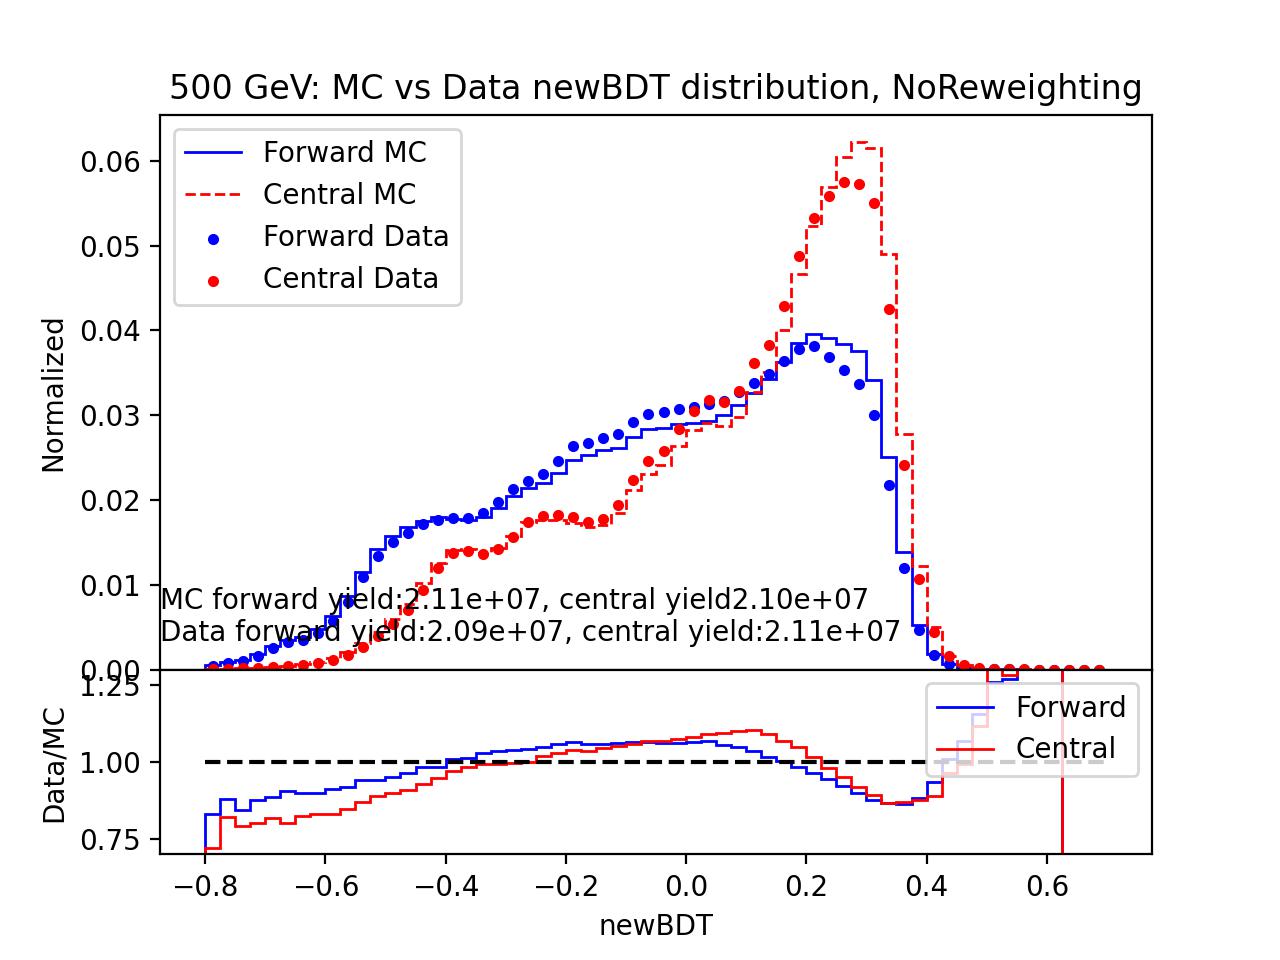 500 GeV: MC vs Data newBDT distribution, NoReweighting
Forward MC
Central MC
Forward Data
Central Data
Normalized
0.06
0.05
0.04
0.03
0.02
0.01
0.00
MC forward yield:2.11e+07, central yield2.10e+07
Data forward yield:2.09e+07, central yield:2.11e+07
Data/MC
1.25
1.00
0.75
Forward
Central
−0.8 −0.6 −0.4 −0.2 0.0 0.2 0.4 0.6
newBDT